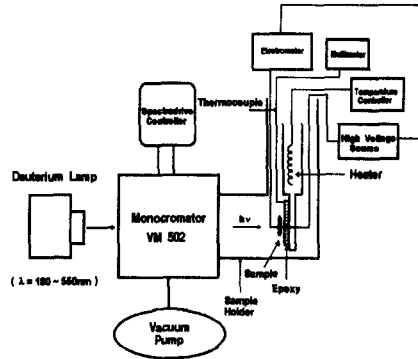 Electrometer
Multimeter
Thermocouple
Temperature
Controller
Spectradrive
Controller
High Voltage
Source
Deuterium Lamp
Heater
Monocromator
VM 502
hν
( λ = 180 ~ 550nm )
Sample
Epoxy
Sample
Holder
Vacuum
Pump